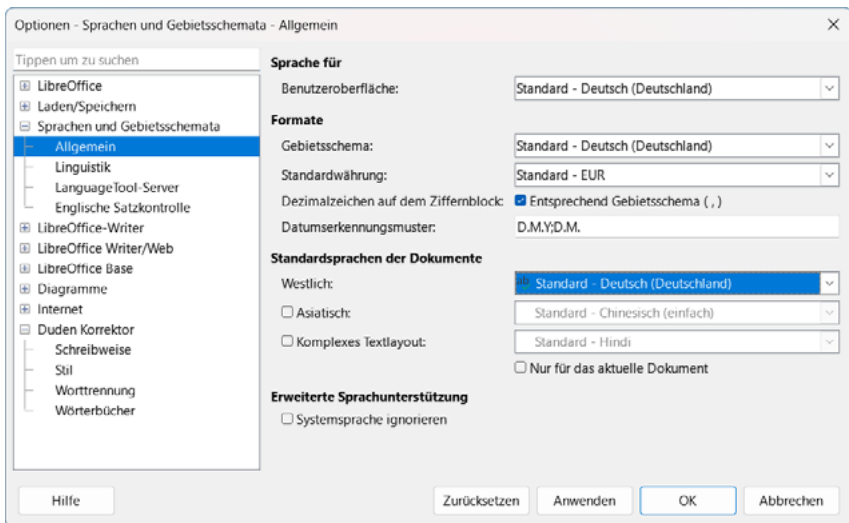 Optionen - Sprachen und Gebietsschemata - Allgemein
Tippen um zu suchen
LibreOffice
Laden/Speichern
Sprachen und Gebietsschemata
Allgemein
Linguistik
LanguageTool-Server
Englische Satzkontrolle
LibreOffice-Writer
LibreOffice Writer/Web
LibreOffice Base
Diagramme
Internet
Duden Korrektor
Schreibweise
Stil
Worttrennung
Wörterbücher
Sprache für
Benutzeroberfläche: Standard - Deutsch (Deutschland)
Formate
Gebietsschema: Standard - Deutsch (Deutschland)
Standardwährung: Standard - EUR
Dezimalzeichen auf dem Ziffernblock: Entsprechend Gebietsschema ( , )
Datumserkennungsmuster: D.M.Y;D.M.
Standardsprachen der Dokumente
Westlich: Standard - Deutsch (Deutschland)
Asiatisch: Standard - Chinesisch (einfach)
Komplexes Textlayout: Standard - Hindi
Nur für das aktuelle Dokument
Erweiterte Sprachunterstützung
Systemsprache ignorieren
Hilfe Zurücksetzen Anwenden OK Abbrechen